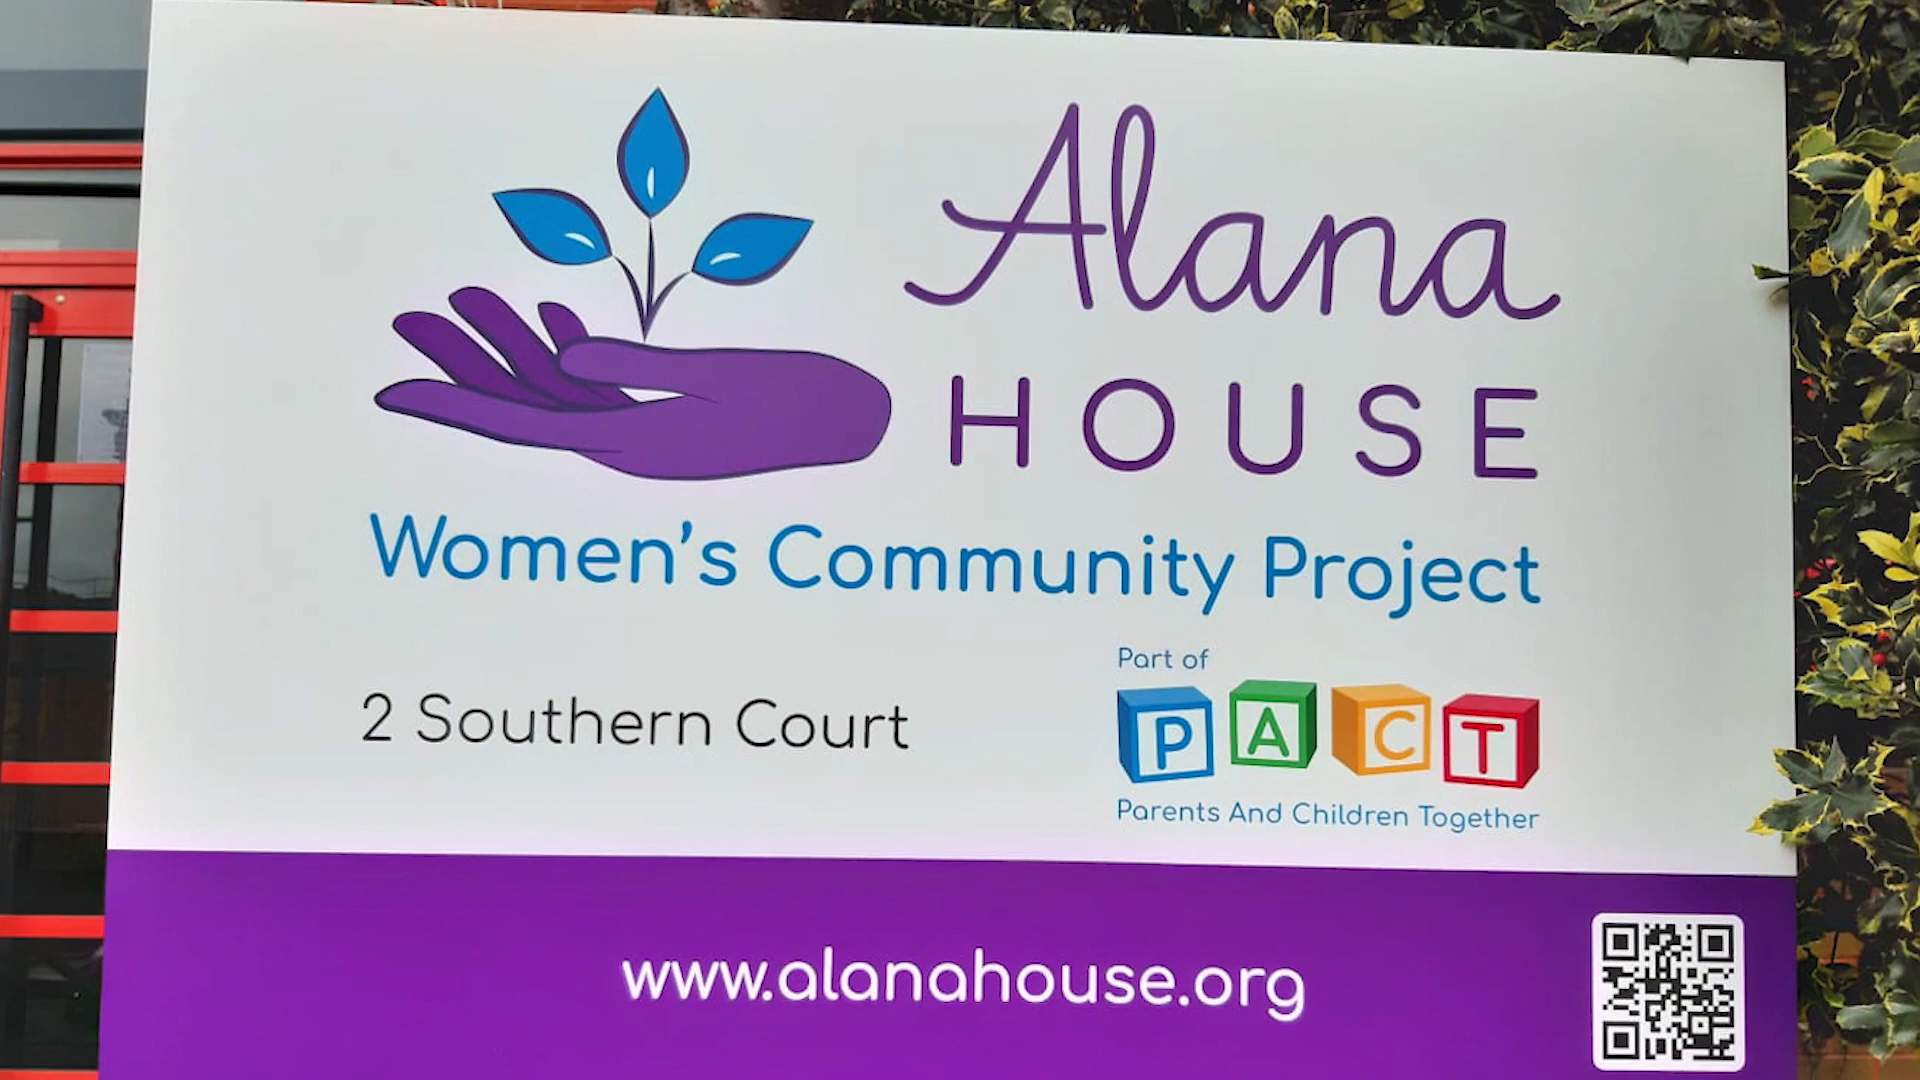 Alana
HOUSE
Women's Community Project
2 Southern Court
Part of
PACT
Parents And Children Together
www.alanahouse.org